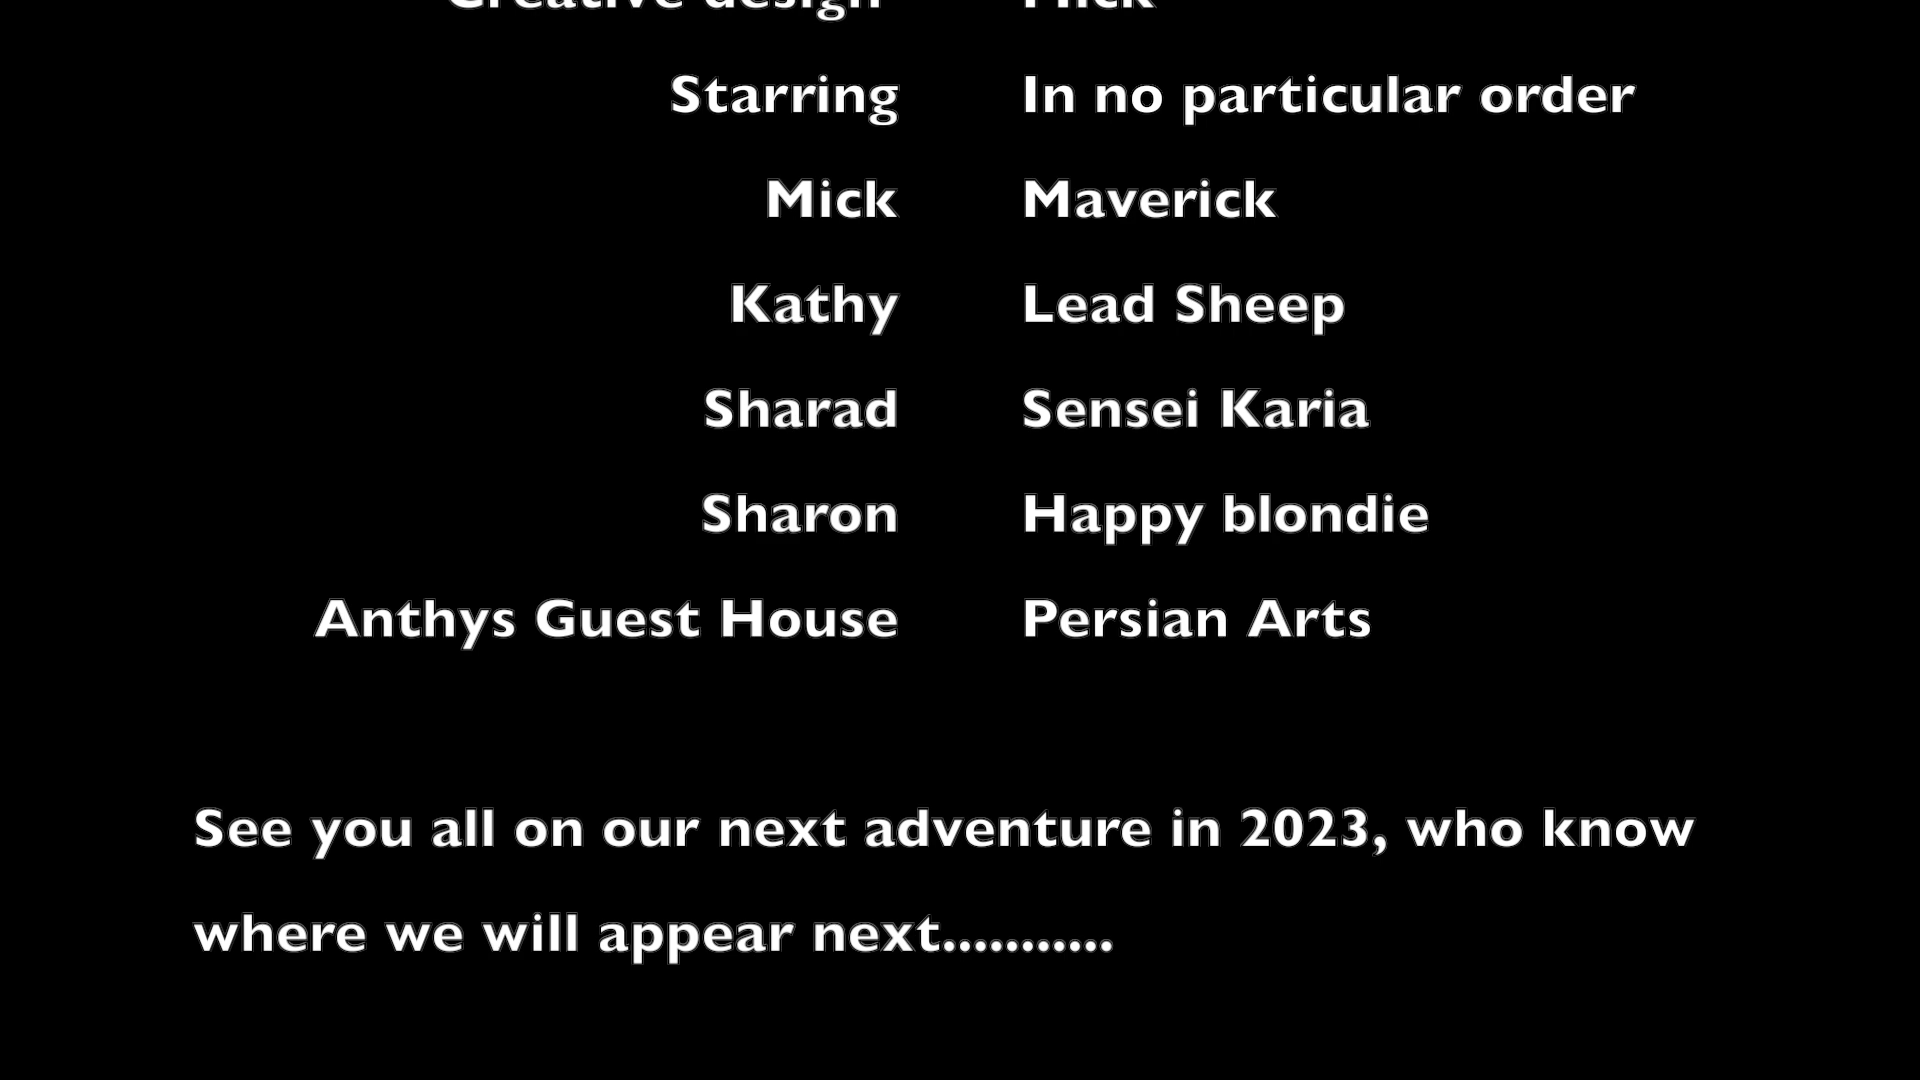 Creative design Mick
Starring In no particular order
Mick Maverick
Kathy Lead Sheep
Sharad Sensei Karia
Sharon Happy blondie
Anthys Guest House Persian Arts
See you all on our next adventure in 2023, who know
where we will appear next...........